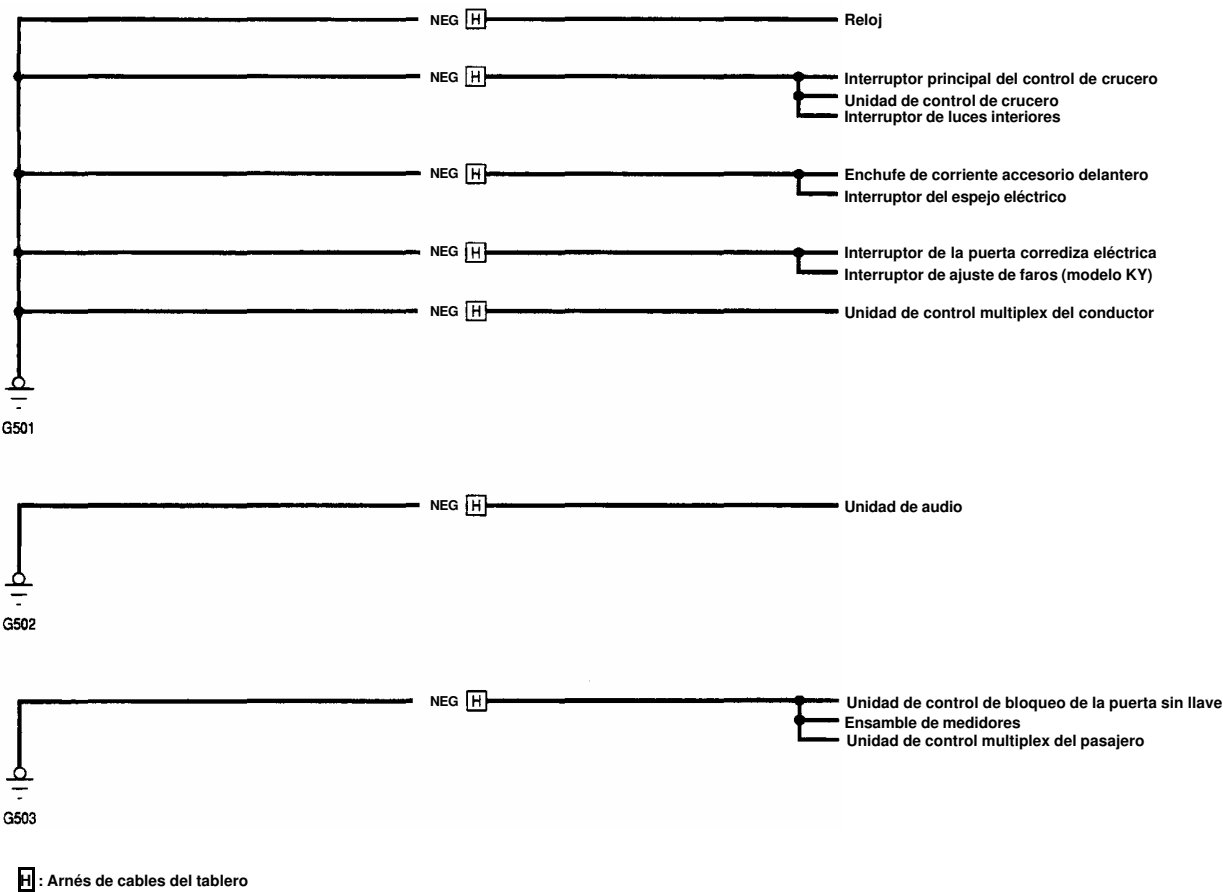 NEG H Reloj
NEG H Interruptor principal del control de crucero
Unidad de control de crucero
Interruptor de luces interiores
NEG H Enchufe de corriente accesorio delantero
Interruptor del espejo eléctrico
NEG H Interruptor de la puerta corrediza eléctrica
Interruptor de ajuste de faros (modelo KY)
NEG H Unidad de control multiplex del conductor
G501
NEG H Unidad de audio
G502
NEG H Unidad de control de bloqueo de la puerta sin llave
Ensamble de medidores
Unidad de control multiplex del pasajero
G503
H : Arnés de cables del tablero